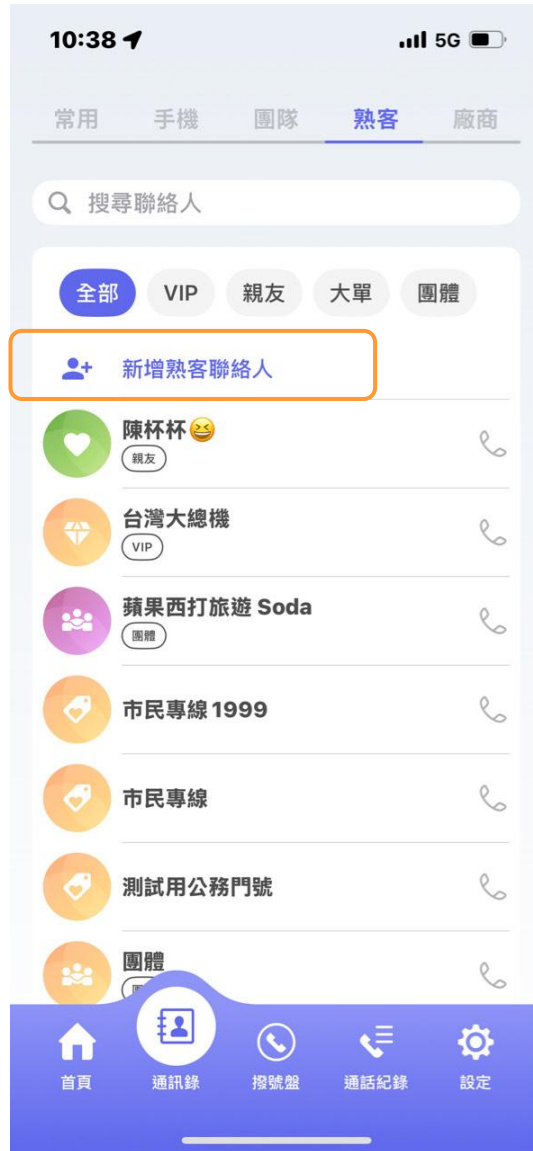 10:38 5G
常用 手機 團隊 熟客 廠商
搜尋聯絡人
全部 VIP 親友 大單 團體
新增熟客聯絡人
陳杯杯😆
親友
台灣大總機
VIP
蘋果西打旅遊 Soda
團體
市民專線1999
市民專線
測試用公務門號
團體
首頁 通訊錄 撥號盤 通話紀錄 設定